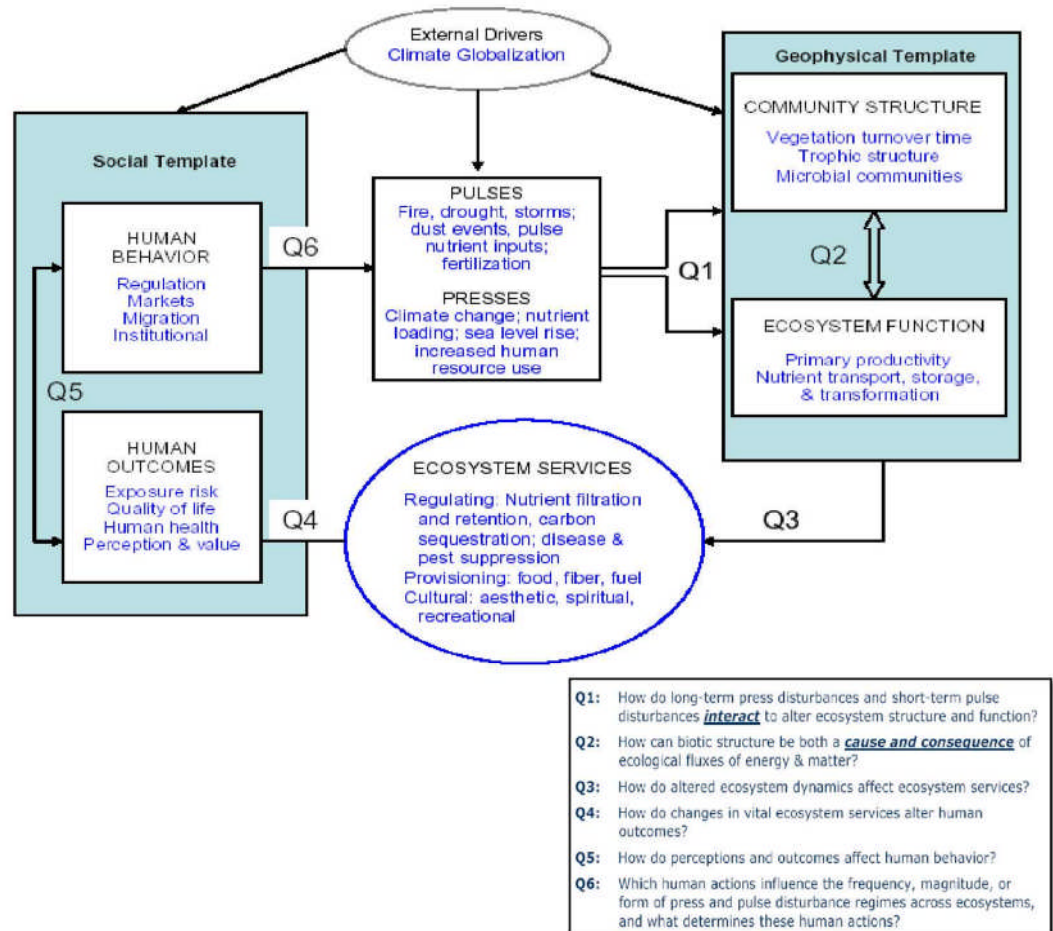 External Drivers
Climate Globalization
Geophysical Template
COMMUNITY STRUCTURE
Vegetation turnover time
Trophic structure
Microbial communities
Social Template
HUMAN
BEHAVIOR
Regulation
Markets
Migration
Institutional
Q6
PULSES
Fire, drought, storms;
dust events, pulse
nutrient inputs;
fertilization
PRESSES
Climate change; nutrient
loading; sea level rise;
increased human
resource use
Q1
Q2
ECOSYSTEM FUNCTION
Primary productivity
Nutrient transport, storage,
& transformation
Q5
HUMAN
OUTCOMES
Exposure risk
Quality of life
Human health
Perception & value
Q4
ECOSYSTEM SERVICES
Regulating: Nutrient filtration
and retention, carbon
sequestration; disease &
pest suppression
Provisioning: food, fiber, fuel
Cultural: aesthetic, spiritual,
recreational
Q3
Q1: How do long-term press disturbances and short-term pulse
disturbances interact to alter ecosystem structure and function?
Q2: How can biotic structure be both a cause and consequence of
ecological fluxes of energy & matter?
Q3: How do altered ecosystem dynamics affect ecosystem services?
Q4: How do changes in vital ecosystem services alter human
outcomes?
Q5: How do perceptions and outcomes affect human behavior?
Q6: Which human actions influence the frequency, magnitude, or
form of press and pulse disturbance regimes across ecosystems,
and what determines these human actions?